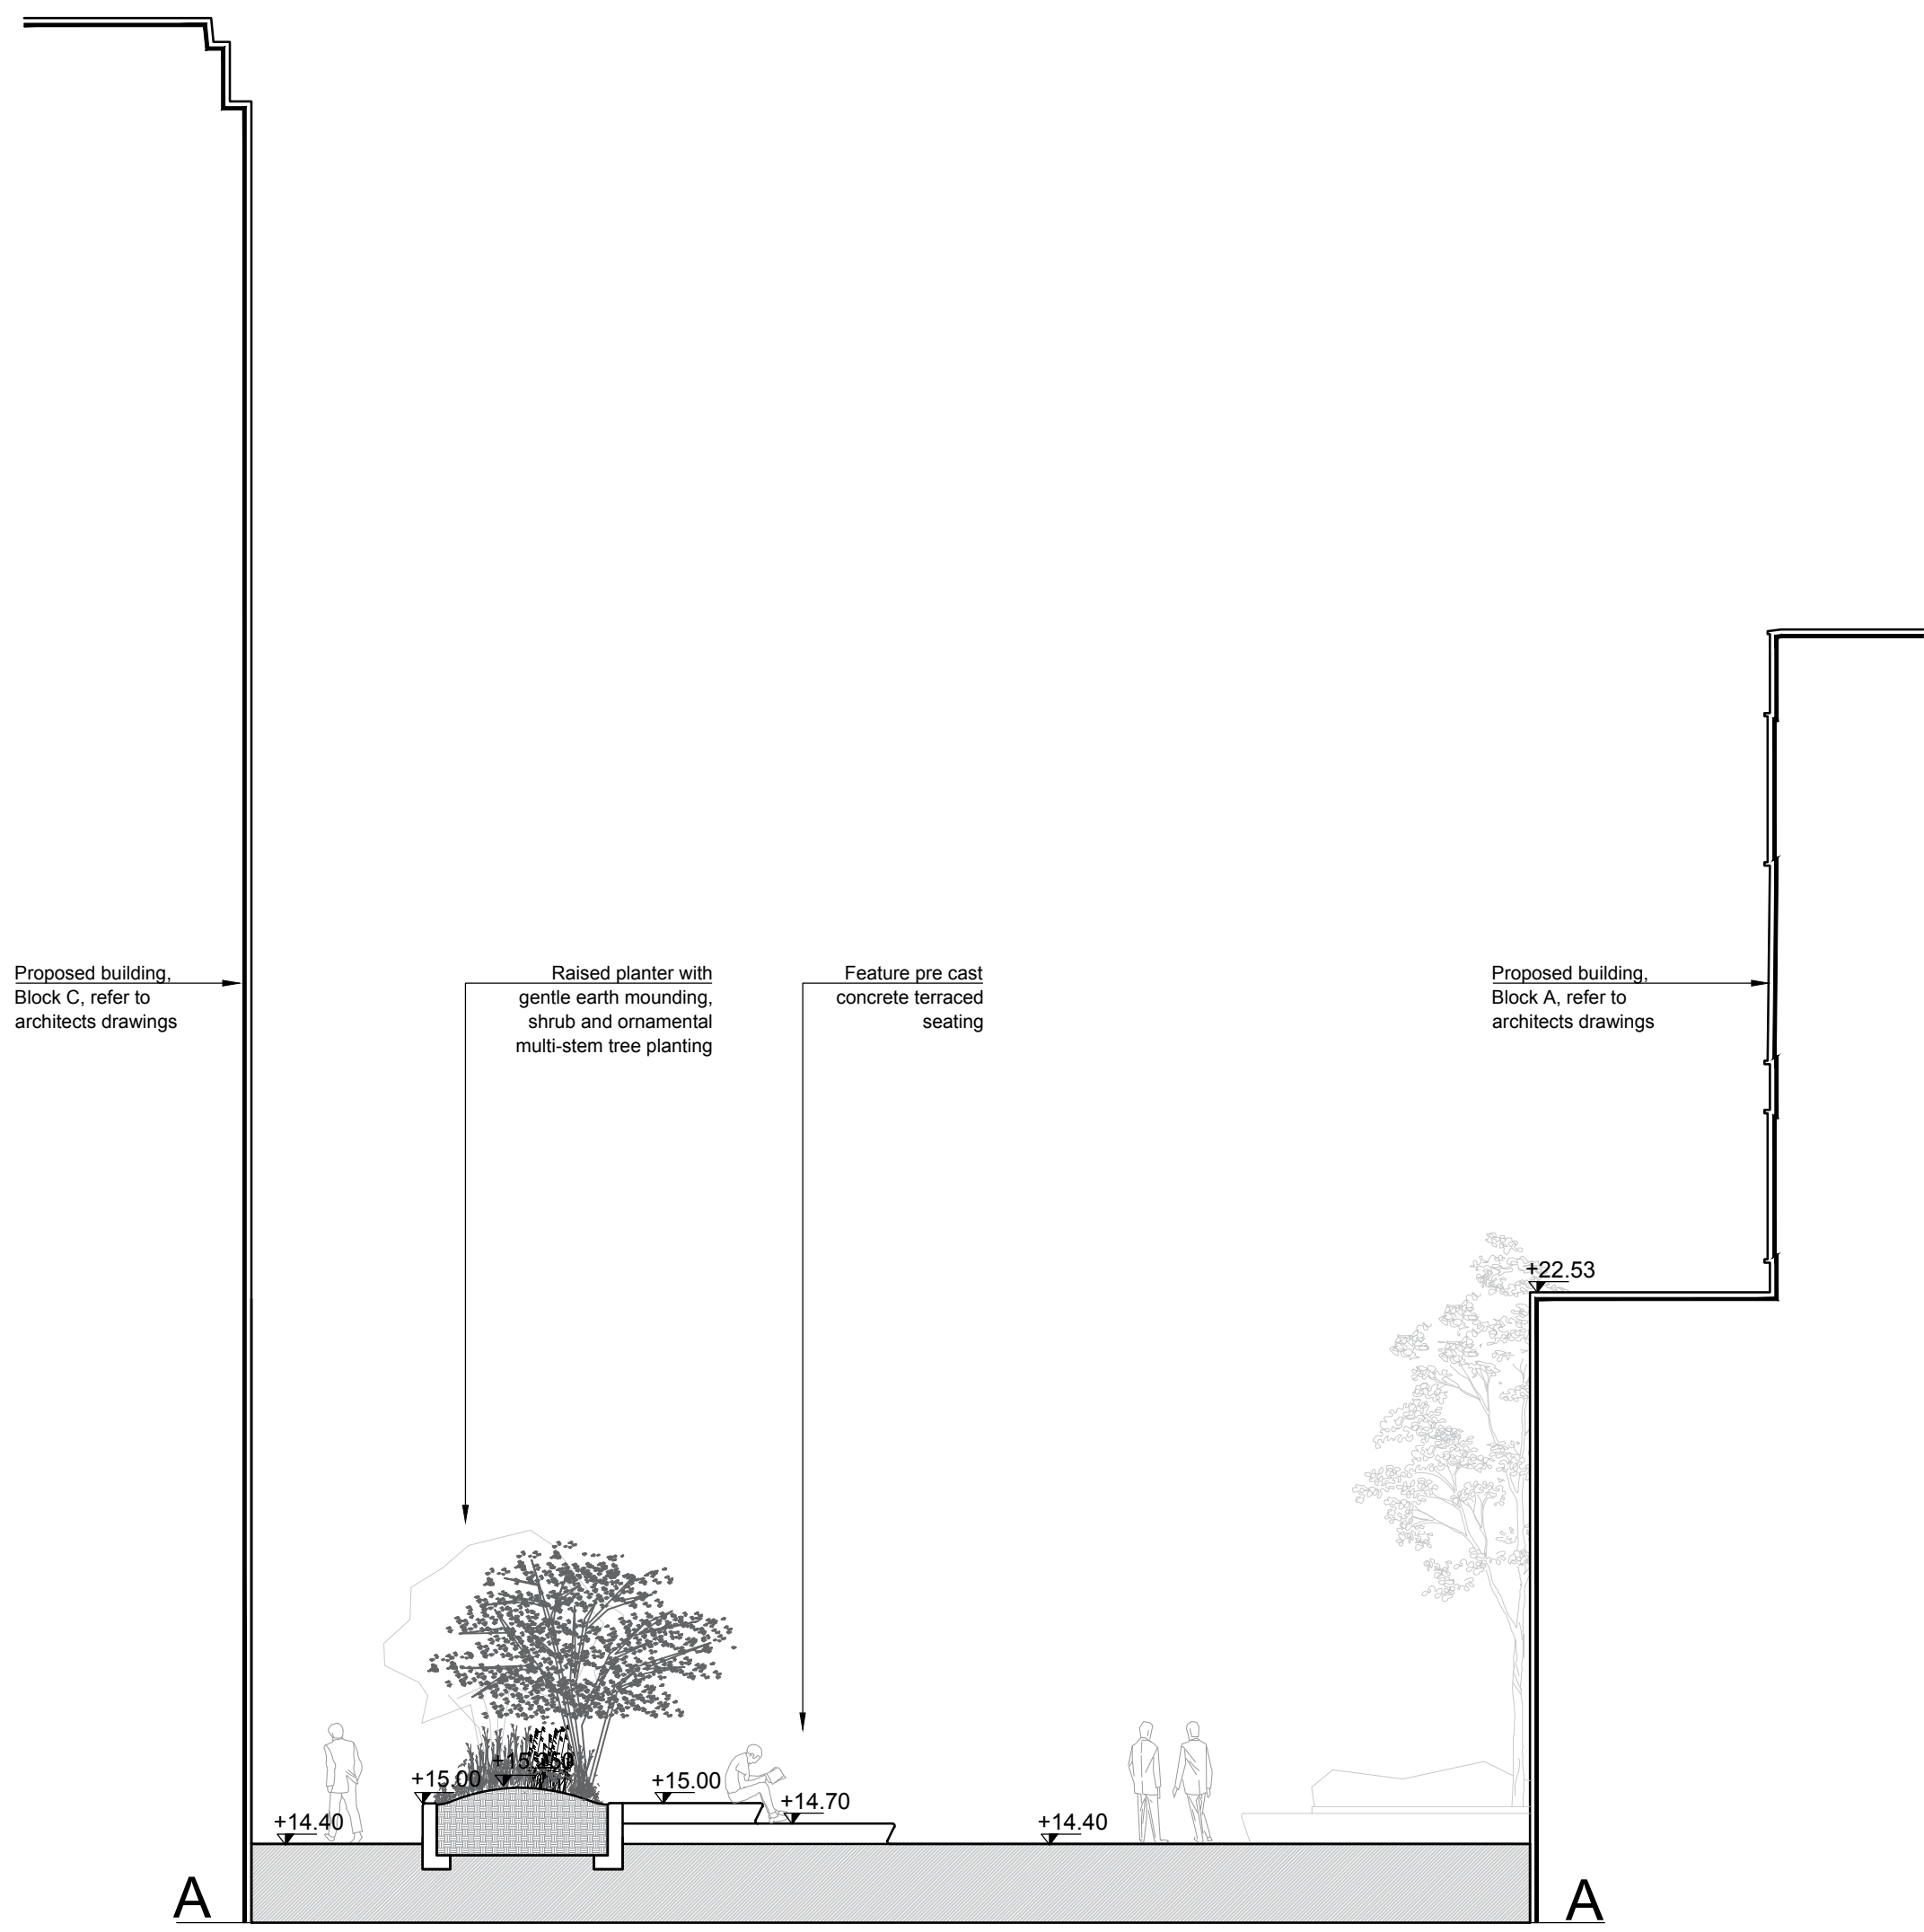 Proposed building,
Block C, refer to
architects drawings
Raised planter with
gentle earth mounding,
shrub and ornamental
multi-stem tree planting
Feature pre cast
concrete terraced
seating
Proposed building,
Block A, refer to
architects drawings
+22.53
+15.00
+15.00
+14.70
+14.40
+14.40
A
A